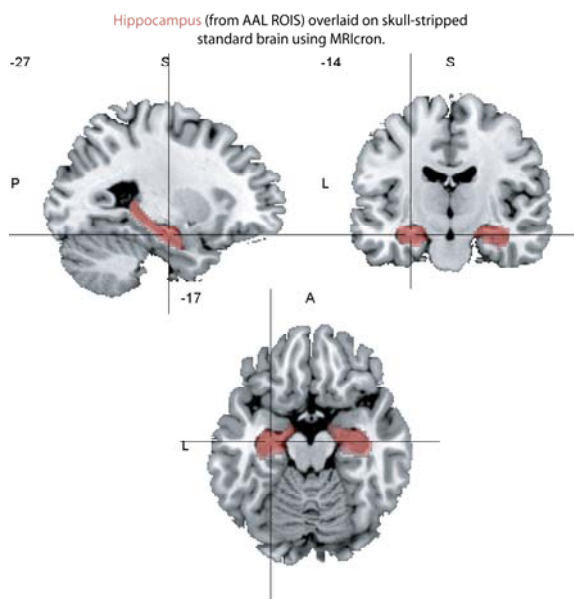 Hippocampus (from AAL ROIS) overlaid on skull-stripped
standard brain using MRIcron.
-27
S
-14
S
P
L
-17
A
L